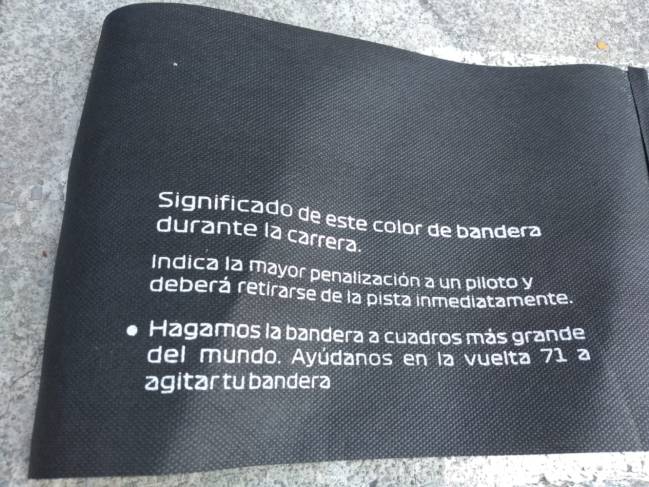 Significado de este color de bandera
durante la carrera.
Indica la mayor penalización a un piloto y
deberá retirarse de la pista inmediatamente.
● Hagamos la bandera a cuadros más grande
del mundo. Ayúdanos en la vuelta 71 a
agitar tu bandera